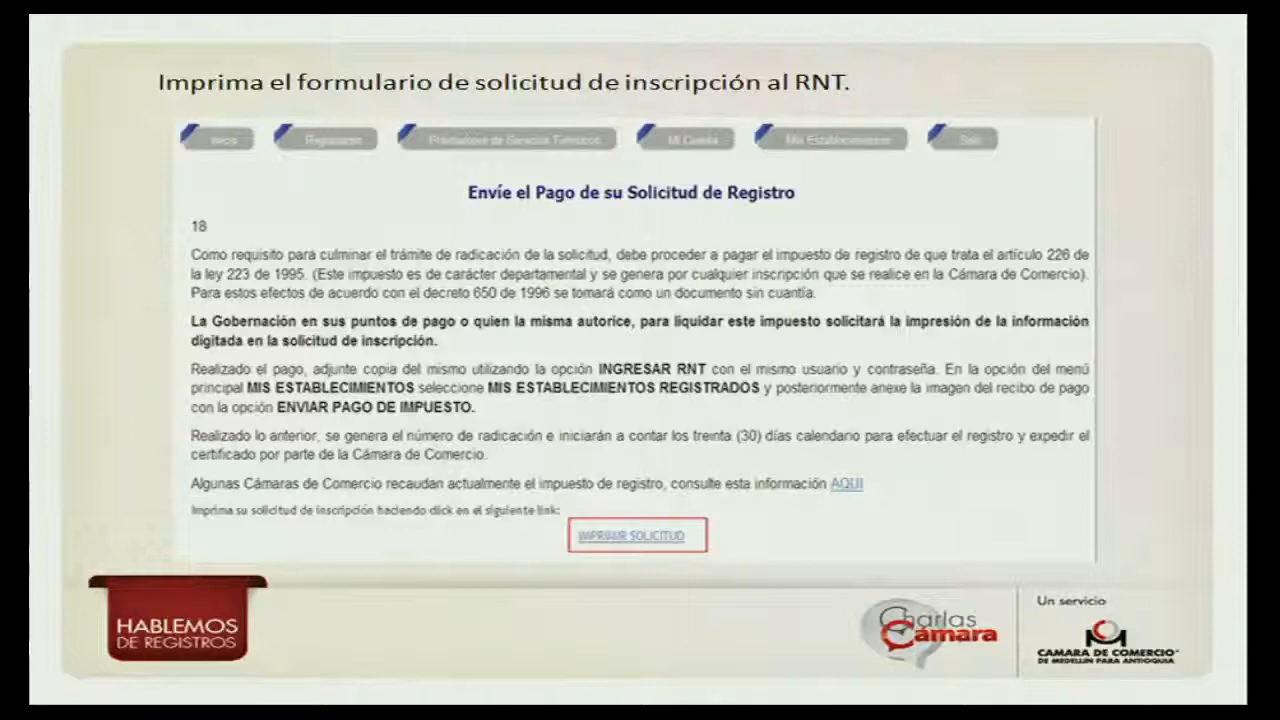 Imprima el formulario de solicitud de inscripción al RNT.
Inicio Registrarse Prestadores de Servicios Turísticos Mi Cuenta Mis Establecimientos Salir
Envíe el Pago de su Solicitud de Registro
18
Como requisito para culminar el trámite de radicación de la solicitud, debe proceder a pagar el impuesto de registro de que trata el artículo 226 de
la ley 223 de 1995. (Este impuesto es de carácter departamental y se genera por cualquier inscripción que se realice en la Cámara de Comercio).
Para estos efectos de acuerdo con el decreto 650 de 1996 se tomará como un documento sin cuantía.
La Gobernación en sus puntos de pago o quien la misma autorice, para liquidar este impuesto solicitará la impresión de la información
digitada en la solicitud de inscripción.
Realizado el pago, adjunte copia del mismo utilizando la opción INGRESAR RNT con el mismo usuario y contraseña. En la opción del menú
principal MIS ESTABLECIMIENTOS seleccione MIS ESTABLECIMIENTOS REGISTRADOS y posteriormente anexe la imagen del recibo de pago
con la opción ENVIAR PAGO DE IMPUESTO.
Realizado lo anterior, se genera el número de radicación e iniciarán a contar los treinta (30) días calendario para efectuar el registro y expedir el
certificado por parte de la Cámara de Comercio.
Algunas Cámaras de Comercio recaudan actualmente el impuesto de registro, consulte esta información AQUI
Imprima su solicitud de inscripción haciendo click en el siguiente link:
IMPRIMIR SOLICITUD
HABLEMOS
DE REGISTROS
Charlas
Cámara
Un servicio
CAMARA DE COMERCIO
DE MEDELLIN PARA ANTIOQUIA